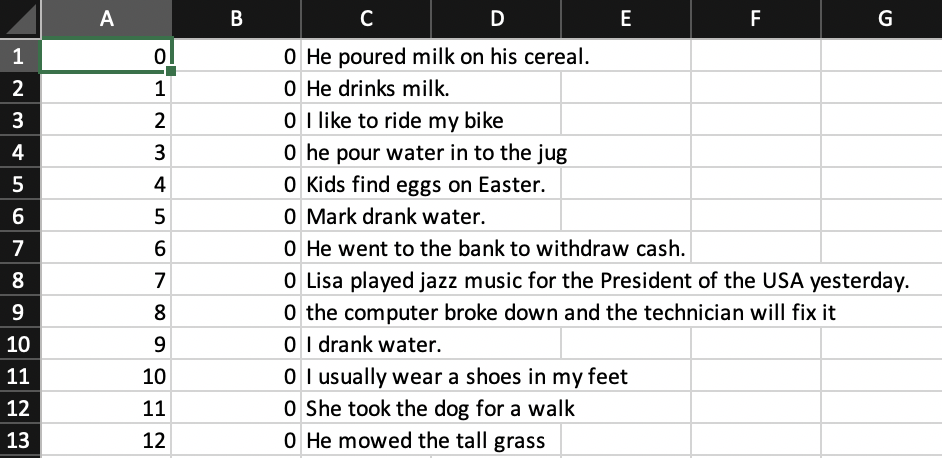 A B C D E F G
1 0 0 He poured milk on his cereal.
2 1 0 He drinks milk.
3 2 0 I like to ride my bike
4 3 0 he pour water in to the jug
5 4 0 Kids find eggs on Easter.
6 5 0 Mark drank water.
7 6 0 He went to the bank to withdraw cash.
8 7 0 Lisa played jazz music for the President of the USA yesterday.
9 8 0 the computer broke down and the technician will fix it
10 9 0 I drank water.
11 10 0 I usually wear a shoes in my feet
12 11 0 She took the dog for a walk
13 12 0 He mowed the tall grass